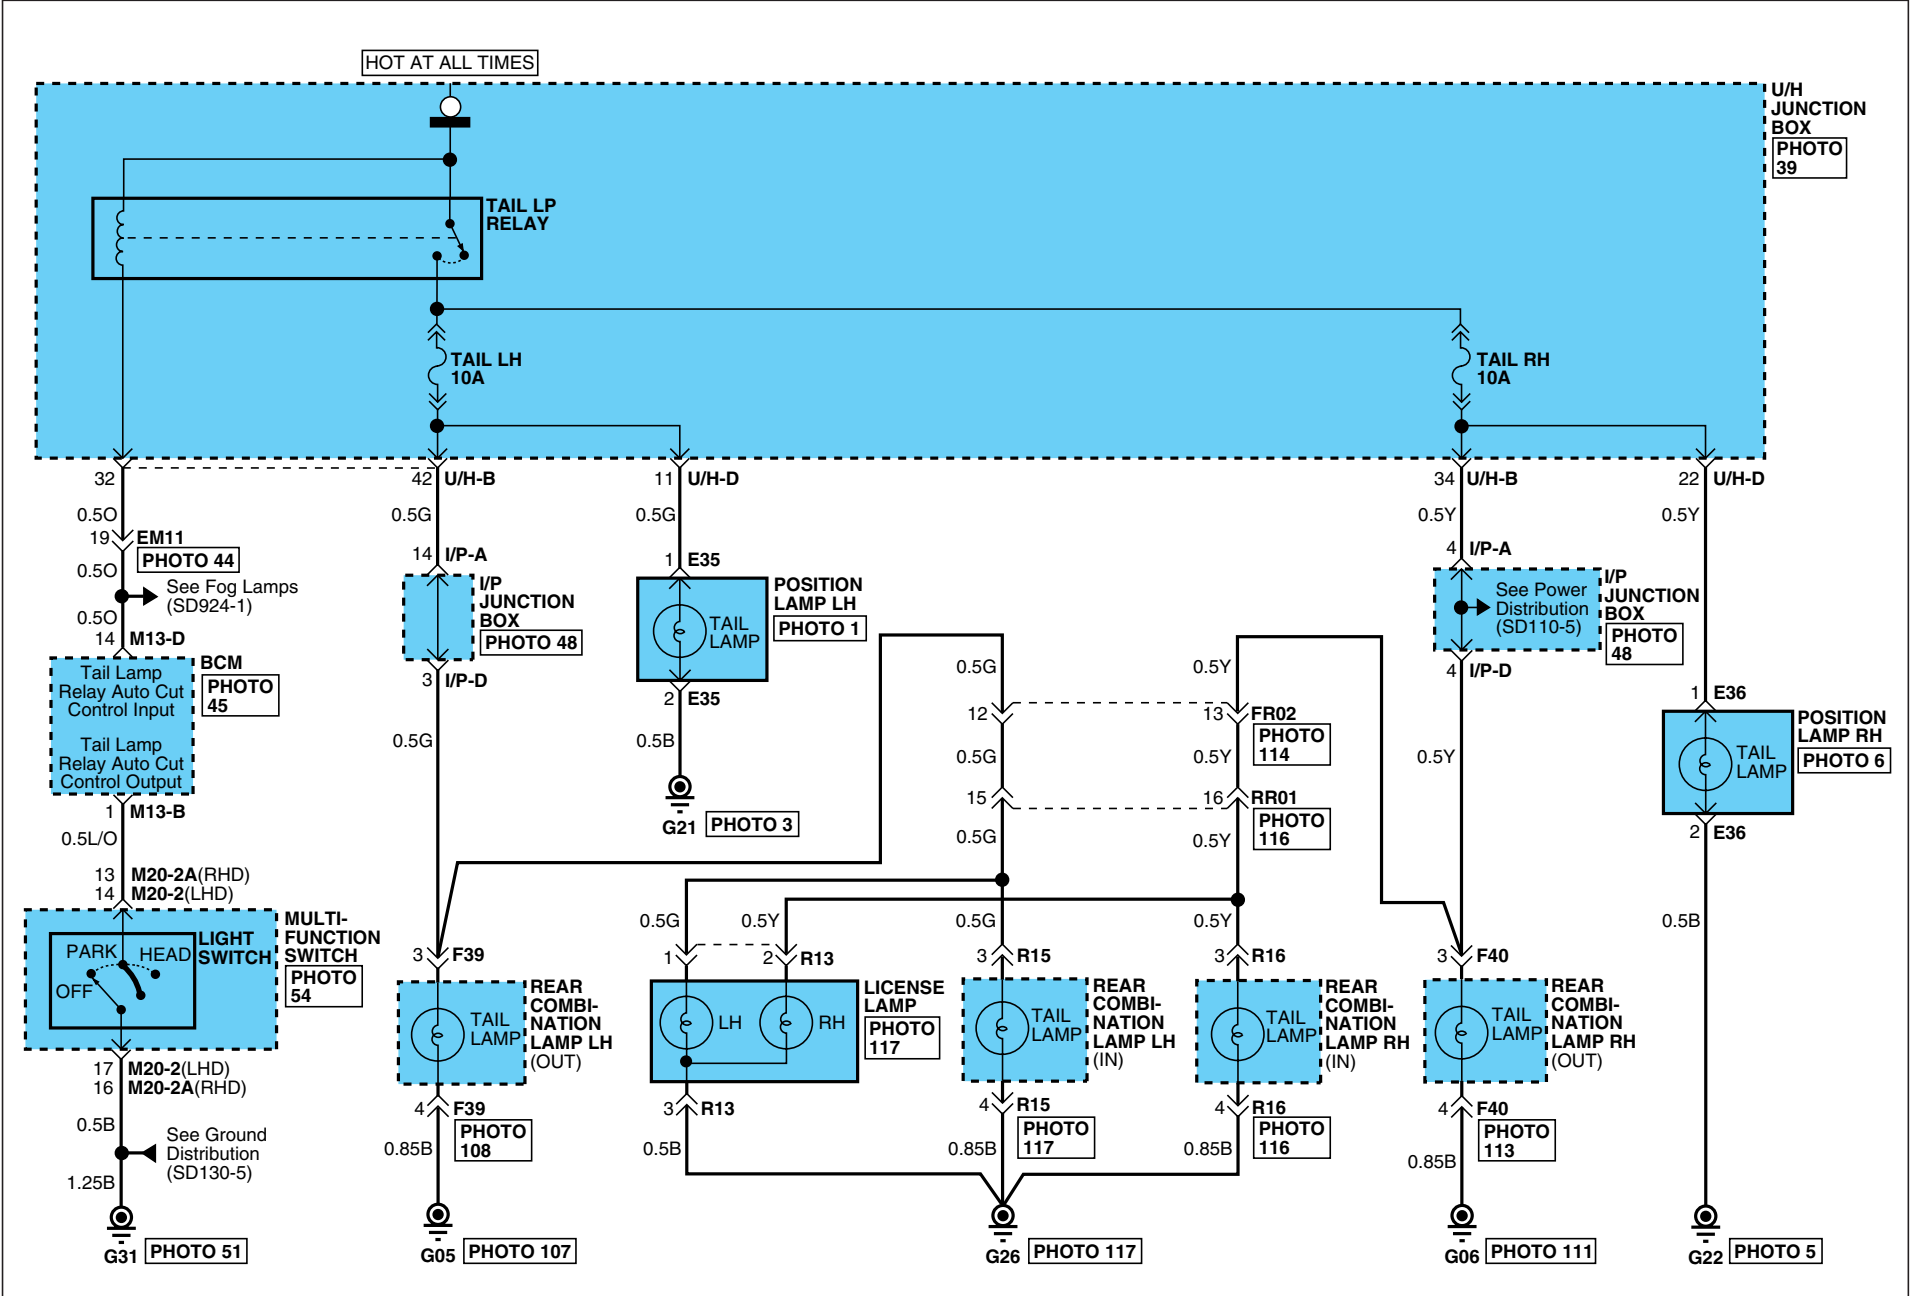 HOT AT ALL TIMES
U/H
JUNCTION
BOX
PHOTO
39
TAIL LP
RELAY
TAIL LH
10A
TAIL RH
10A
32
42 U/H-B
11 U/H-D
34 U/H-B
22 U/H-D
0.5O
0.5G
0.5G
0.5Y
0.5Y
19 EM11
PHOTO 44
0.5O
See Fog Lamps
(SD924-1)
0.5O
14 M13-D
BCM
PHOTO
45
Tail Lamp
Relay Auto Cut
Control Input
Tail Lamp
Relay Auto Cut
Control Output
1 M13-B
0.5L/O
13 M20-2A(RHD)
14 M20-2(LHD)
MULTI-
FUNCTION
SWITCH
PHOTO
54
LIGHT
SWITCH
PARK
HEAD
OFF
17 M20-2(LHD)
16 M20-2A(RHD)
0.5B
See Ground
Distribution
(SD130-5)
1.25B
G31
PHOTO 51
14 I/P-A
I/P
JUNCTION
BOX
PHOTO 48
3 I/P-D
0.5G
3 F39
TAIL
LAMP
REAR
COMBI-
NATION
LAMP LH
(OUT)
4 F39
PHOTO
108
0.85B
G05
PHOTO 107
1 E35
POSITION
LAMP LH
PHOTO 1
TAIL
LAMP
2 E35
0.5B
G21
PHOTO 3
0.5G
0.5Y
12
13 FR02
PHOTO
114
0.5G
0.5Y
15
16 RR01
PHOTO
116
0.5G
0.5Y
0.5G
0.5Y
0.5G
0.5Y
1
2 R13
LICENSE
LAMP
PHOTO
117
LH
RH
3 R13
0.5B
3 R15
TAIL
LAMP
REAR
COMBI-
NATION
LAMP LH
(IN)
4 R15
PHOTO
117
0.85B
3 R16
TAIL
LAMP
REAR
COMBI-
NATION
LAMP RH
(IN)
4 R16
PHOTO
116
0.85B
G26
PHOTO 117
4 I/P-A
See Power
Distribution
(SD110-5)
I/P
JUNCTION
BOX
PHOTO
48
4 I/P-D
0.5Y
3 F40
TAIL
LAMP
REAR
COMBI-
NATION
LAMP RH
(OUT)
4 F40
PHOTO
113
0.85B
G06
PHOTO 111
1 E36
POSITION
LAMP RH
PHOTO 6
TAIL
LAMP
2 E36
0.5B
G22
PHOTO 5